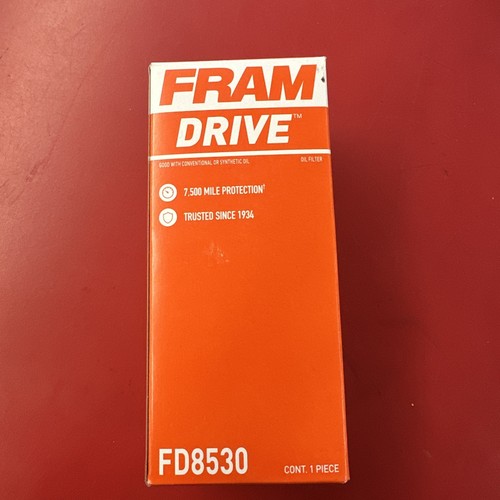 FRAM
DRIVE™
GOOD WITH CONVENTIONAL OR SYNTHETIC OIL OIL FILTER
7,500 MILE PROTECTION†
TRUSTED SINCE 1934
FD8530 CONT. 1 PIECE